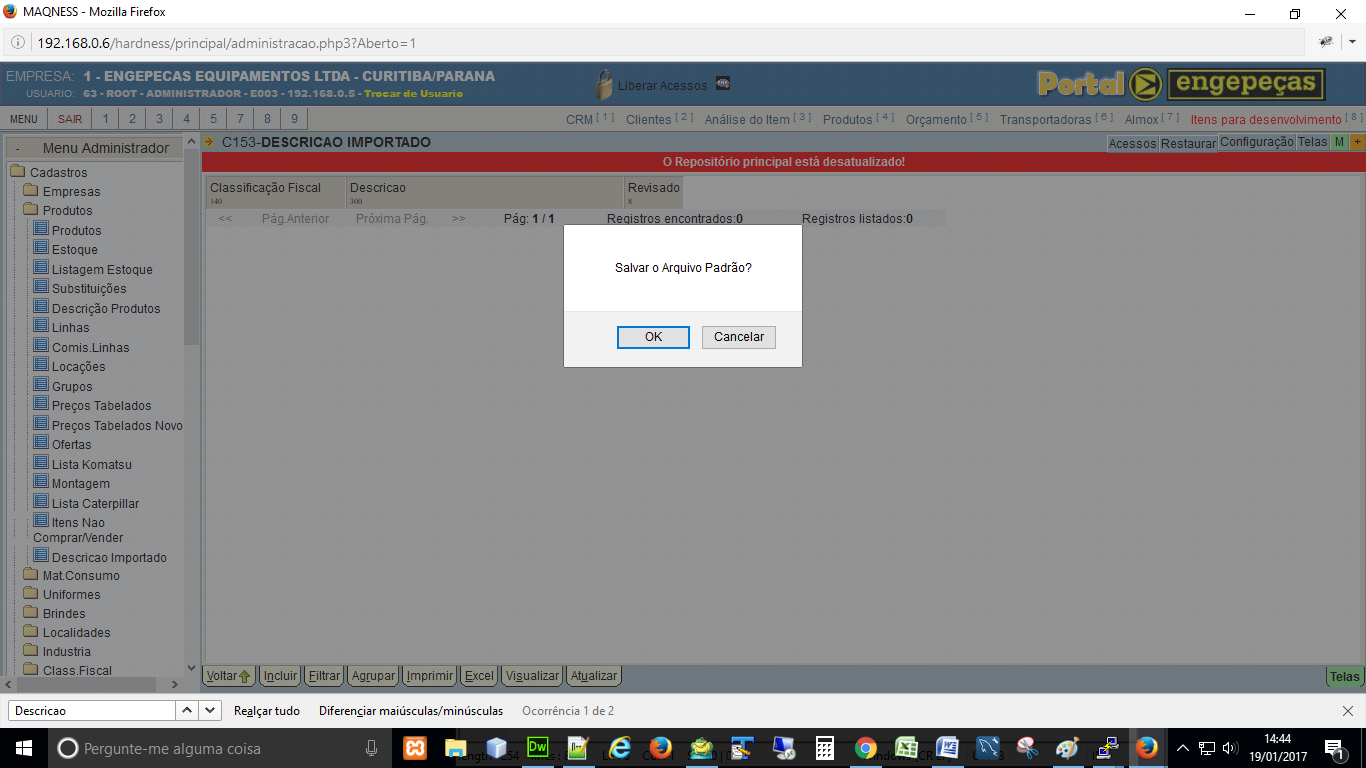 MAQNESS - Mozilla Firefox
192.168.0.6/hardness/principal/administracao.php3?Aberto=1
EMPRESA: 1 - ENGEPECAS EQUIPAMENTOS LTDA - CURITIBA/PARANA
USUARIO: 63 - ROOT - ADMINISTRADOR - E003 - 192.168.0.5 - Trocar de Usuario
Liberar Acessos
Portal engepeças
MENU SAIR 1 2 3 4 5 7 8 9
CRM [ 1 ] Clientes [ 2 ] Análise do Item [ 3 ] Produtos [ 4 ] Orçamento [ 5 ] Transportadoras [ 6 ] Almox [ 7 ] Itens para desenvolvimento [ 8 ]
- Menu Administrador
C153-DESCRICAO IMPORTADO
Acessos Restaurar Configuração Telas M +
O Repositório principal está desatualizado!
Cadastros
Empresas
Produtos
Produtos
Estoque
Listagem Estoque
Substituições
Descrição Produtos
Linhas
Comis.Linhas
Locações
Grupos
Preços Tabelados
Preços Tabelados Novo
Ofertas
Lista Komatsu
Montagem
Lista Caterpillar
Itens Nao
Comprar/Vender
Descricao Importado
Mat.Consumo
Uniformes
Brindes
Localidades
Industria
Class.Fiscal
Classificação Fiscal Descricao Revisado
140 300 8
<< Pág.Anterior Próxima Pág. >> Pág: 1 / 1 Registros encontrados:0 Registros listados:0
Salvar o Arquivo Padrão?
OK Cancelar
Voltar Incluir Filtrar Agrupar Imprimir Excel Visualizar Atualizar Telas
Descricao Realçar tudo Diferenciar maiúsculas/minúsculas Ocorrência 1 de 2
Pergunte-me alguma coisa
Dw
14:44
19/01/2017
1